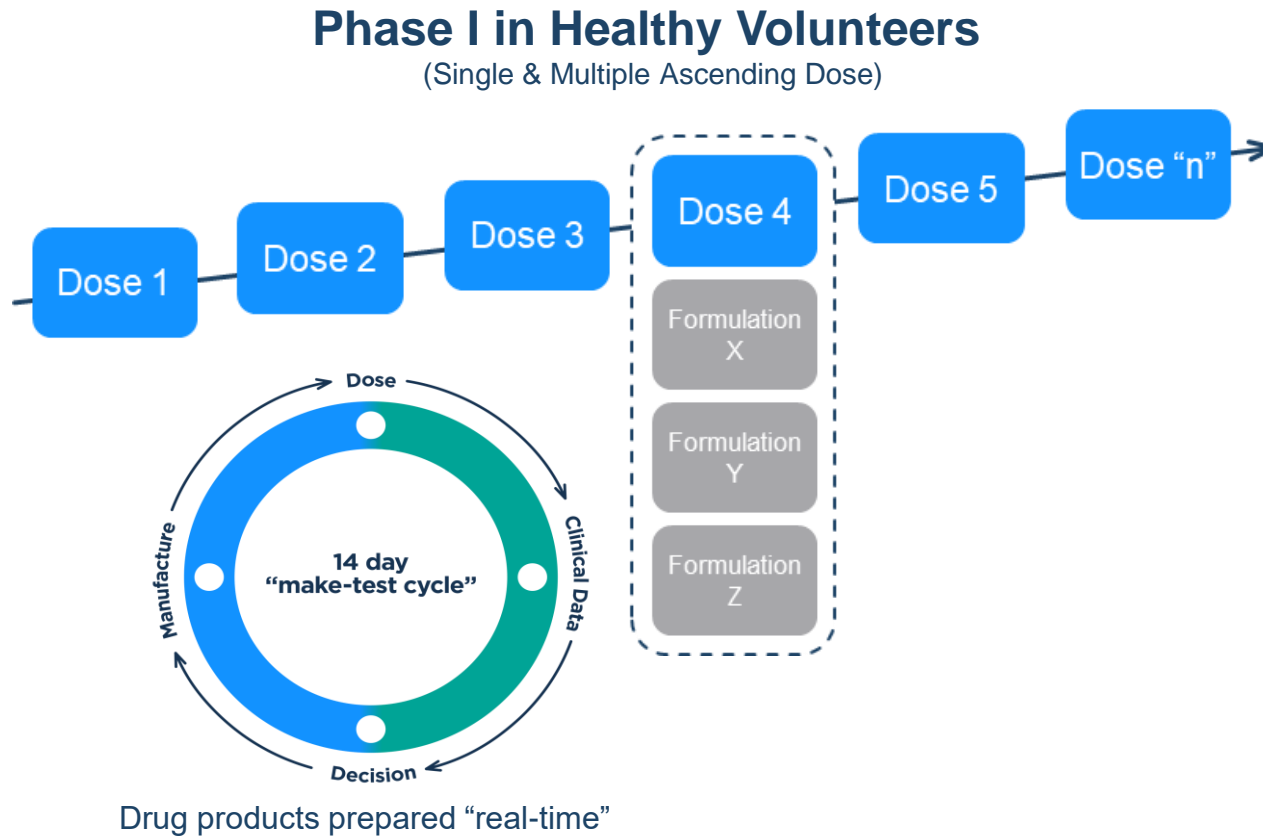 Phase I in Healthy Volunteers
(Single & Multiple Ascending Dose)
Dose 1
Dose 2
Dose 3
Dose 4
Dose 5
Dose “n”
Formulation
X
Formulation
Y
Formulation
Z
Dose
Clinical Data
Decision
Manufacture
14 day
“make-test cycle”
Drug products prepared “real-time”